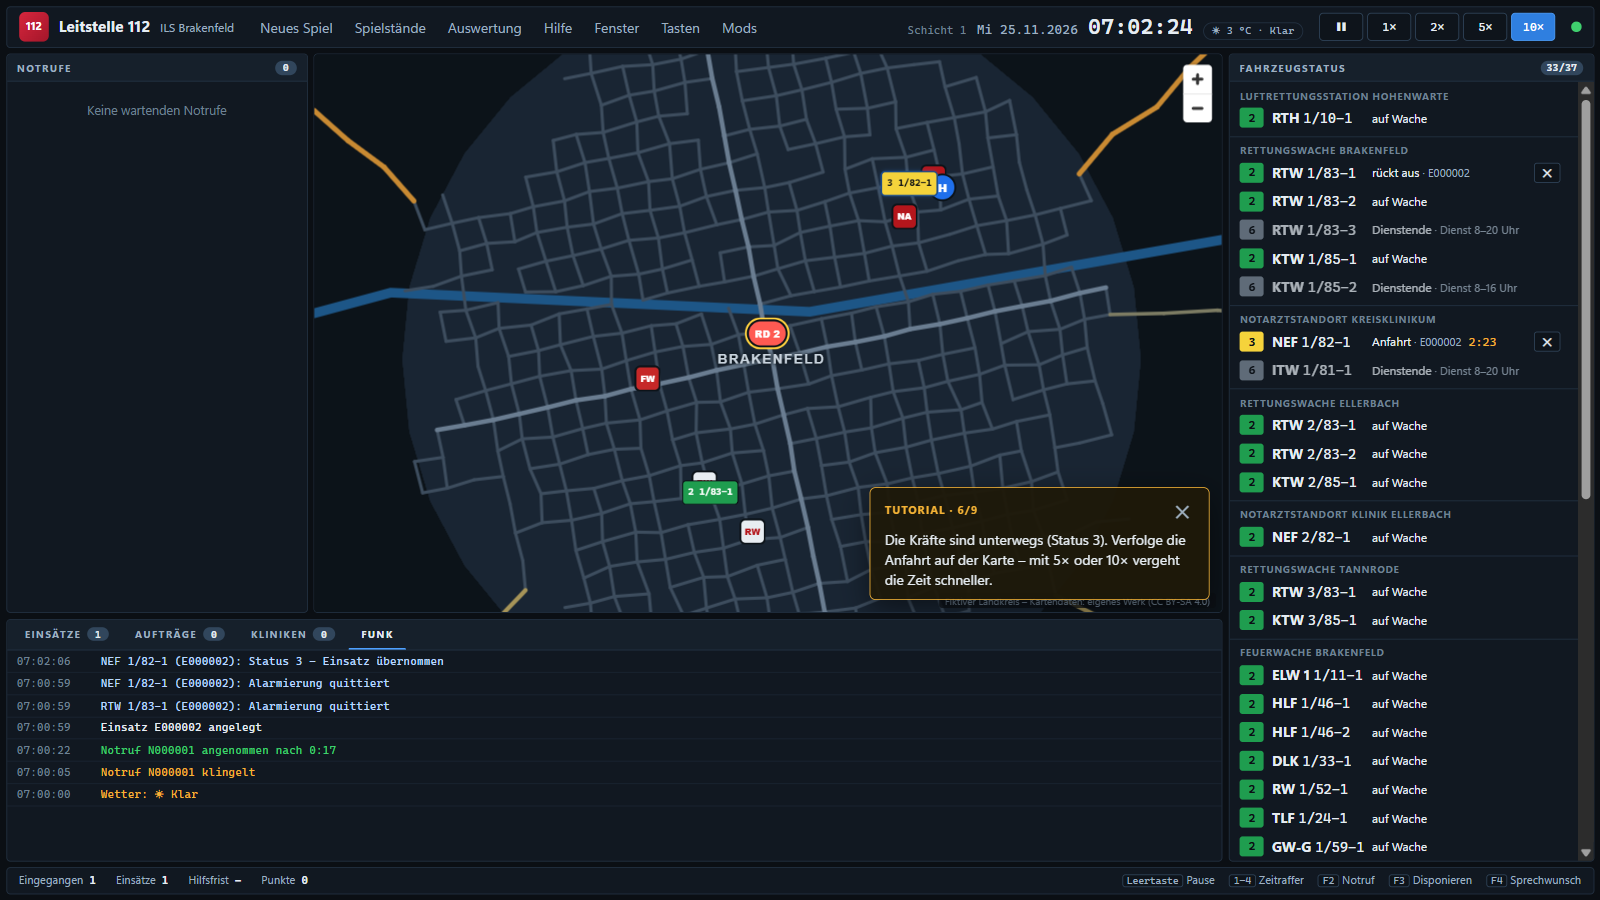 112 Leitstelle 112 ILS Brakenfeld Neues Spiel Spielstände Auswertung Hilfe Fenster Tasten Mods Schicht 1 Mi 25.11.2026 07:02:24 ☀ 3 °C · Klar 1× 2× 5× 10×
NOTRUFE 0
Keine wartenden Notrufe
+
−
3 1/82–1
H
NA
RD 2
BRAKENFELD
FW
2 1/83–1
RW
TUTORIAL · 6/9
Die Kräfte sind unterwegs (Status 3). Verfolge die
Anfahrt auf der Karte – mit 5× oder 10× vergeht
die Zeit schneller.
Fiktiver Landkreis – Kartendaten: eigenes Werk (CC BY-SA 4.0)
FAHRZEUGSTATUS 33/37
LUFTRETTUNGSSTATION HOHENWARTE
2 RTH 1/10–1 auf Wache
RETTUNGSWACHE BRAKENFELD
2 RTW 1/83–1 rückt aus · E000002
2 RTW 1/83–2 auf Wache
6 RTW 1/83–3 Dienstende · Dienst 8–20 Uhr
2 KTW 1/85–1 auf Wache
6 KTW 1/85–2 Dienstende · Dienst 8–16 Uhr
NOTARZTSTANDORT KREISKLINIKUM
3 NEF 1/82–1 Anfahrt · E000002 2:23
6 ITW 1/81–1 Dienstende · Dienst 8–20 Uhr
RETTUNGSWACHE ELLERBACH
2 RTW 2/83–1 auf Wache
2 RTW 2/83–2 auf Wache
2 KTW 2/85–1 auf Wache
NOTARZTSTANDORT KLINIK ELLERBACH
2 NEF 2/82–1 auf Wache
RETTUNGSWACHE TANNRODE
2 RTW 3/83–1 auf Wache
2 KTW 3/85–1 auf Wache
FEUERWACHE BRAKENFELD
2 ELW 1 1/11–1 auf Wache
2 HLF 1/46–1 auf Wache
2 HLF 1/46–2 auf Wache
2 DLK 1/33–1 auf Wache
2 RW 1/52–1 auf Wache
2 TLF 1/24–1 auf Wache
2 GW-G 1/59–1 auf Wache
EINSÄTZE 1 AUFTRÄGE 0 KLINIKEN 0 FUNK
07:02:06 NEF 1/82–1 (E000002): Status 3 – Einsatz übernommen
07:00:59 NEF 1/82–1 (E000002): Alarmierung quittiert
07:00:59 RTW 1/83–1 (E000002): Alarmierung quittiert
07:00:59 Einsatz E000002 angelegt
07:00:22 Notruf N000001 angenommen nach 0:17
07:00:05 Notruf N000001 klingelt
07:00:00 Wetter: ☀ Klar
Eingegangen 1 Einsätze 1 Hilfsfrist – Punkte 0 Leertaste Pause 1–4 Zeitraffer F2 Notruf F3 Disponieren F4 Sprechwunsch